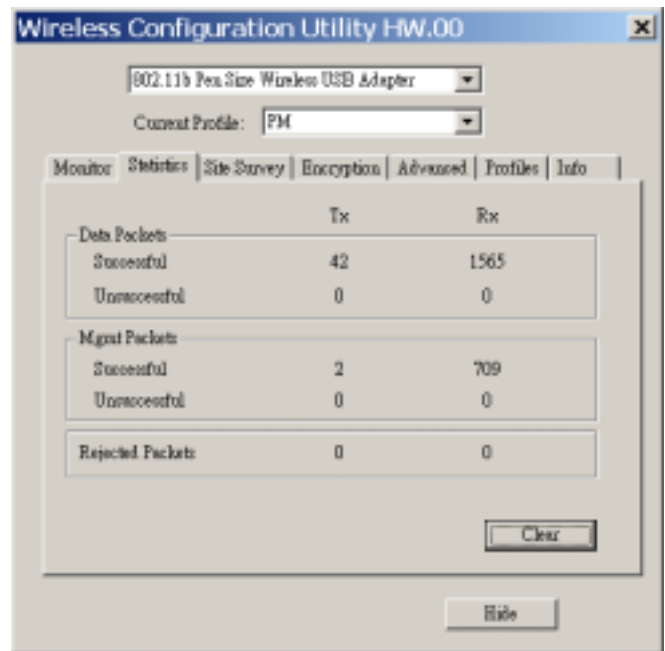 Wireless Configuration Utility HW.00
802.11b Pen Size Wireless USB Adapter
Current Profile: PM
Monitor Statistics Site Survey Encryption Advanced Profiles Info
Tx Rx
Data Packets
Successful 42 1565
Unsuccessful 0 0
Mgmt Packets
Successful 2 709
Unsuccessful 0 0
Rejected Packets 0 0
Clear
Hide